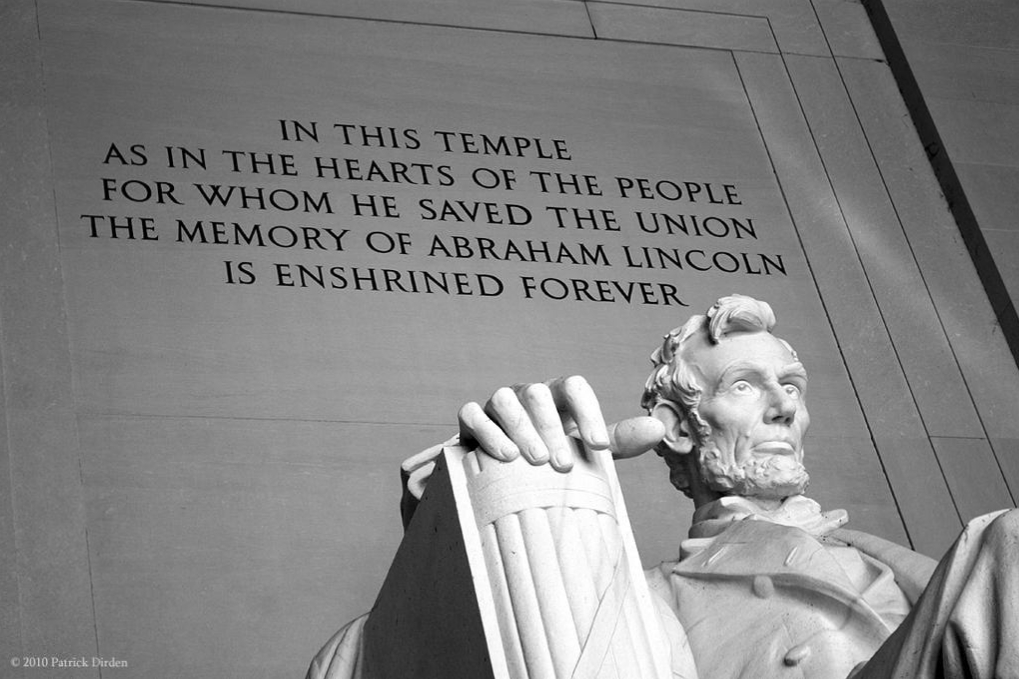 IN THIS TEMPLE
AS IN THE HEARTS OF THE PEOPLE
FOR WHOM HE SAVED THE UNION
THE MEMORY OF ABRAHAM LINCOLN
IS ENSHRINED FOREVER
© 2010 Patrick Dirden